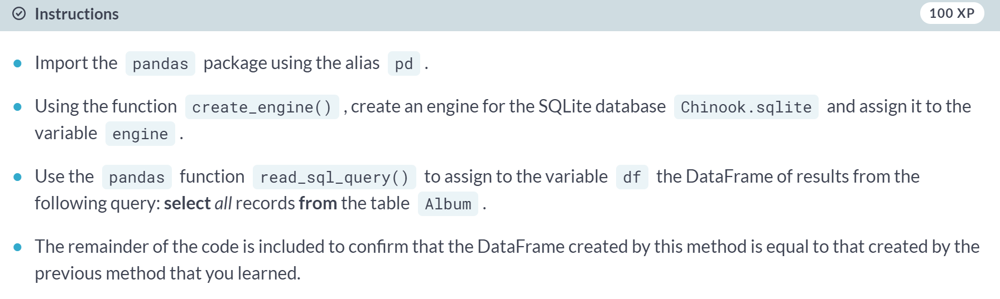 Instructions
100 XP
Import the pandas package using the alias pd .
Using the function create_engine() , create an engine for the SQLite database Chinook.sqlite and assign it to the
variable engine .
Use the pandas function read_sql_query() to assign to the variable df the DataFrame of results from the
following query: select all records from the table Album .
The remainder of the code is included to confirm that the DataFrame created by this method is equal to that created by the
previous method that you learned.